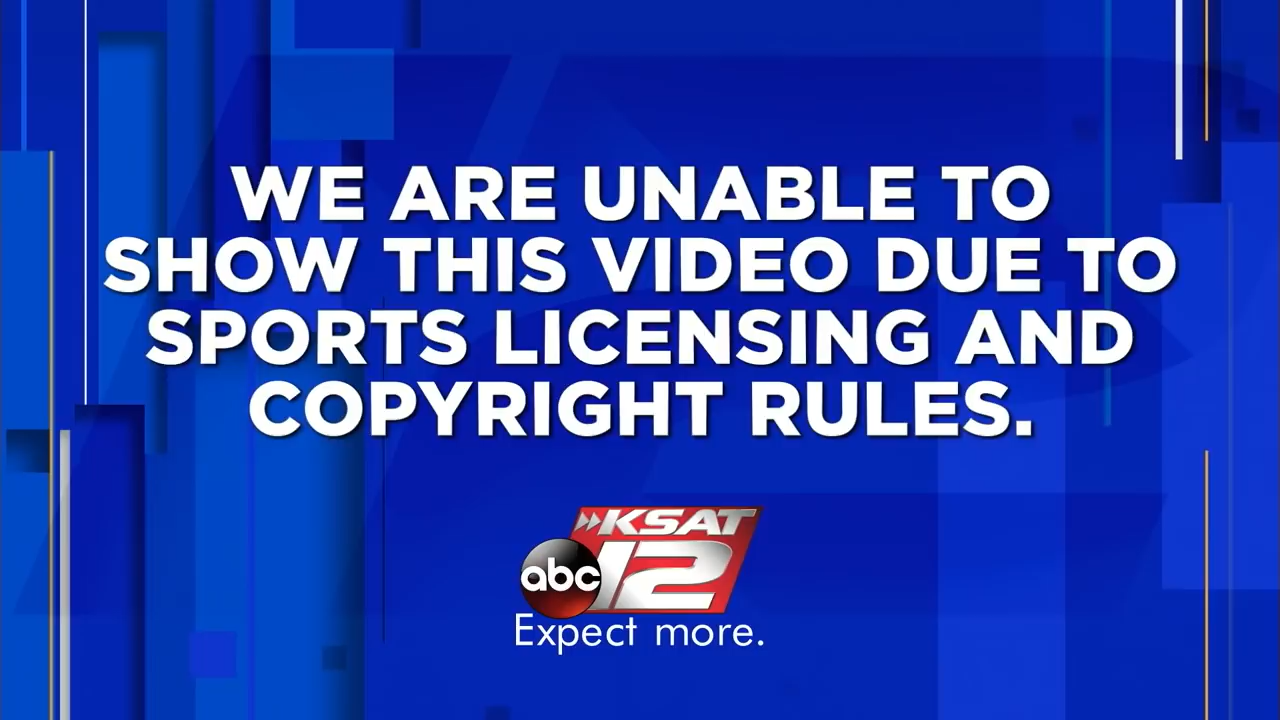 WE ARE UNABLE TO
SHOW THIS VIDEO DUE TO
SPORTS LICENSING AND
COPYRIGHT RULES.
KSAT
abc 12
Expect more.